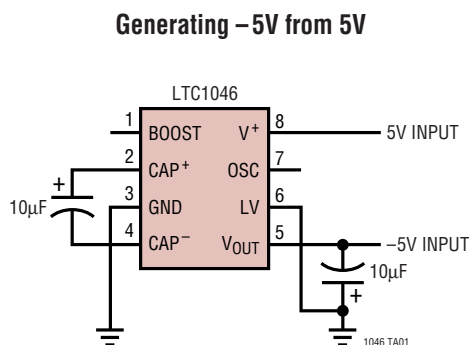 Generating –5V from 5V
LTC1046
1 BOOST V+ 8 5V INPUT
2 CAP+ OSC 7
+
10µF
3 GND LV 6
4 CAP– VOUT 5 –5V INPUT
10µF
+
1046 TA01